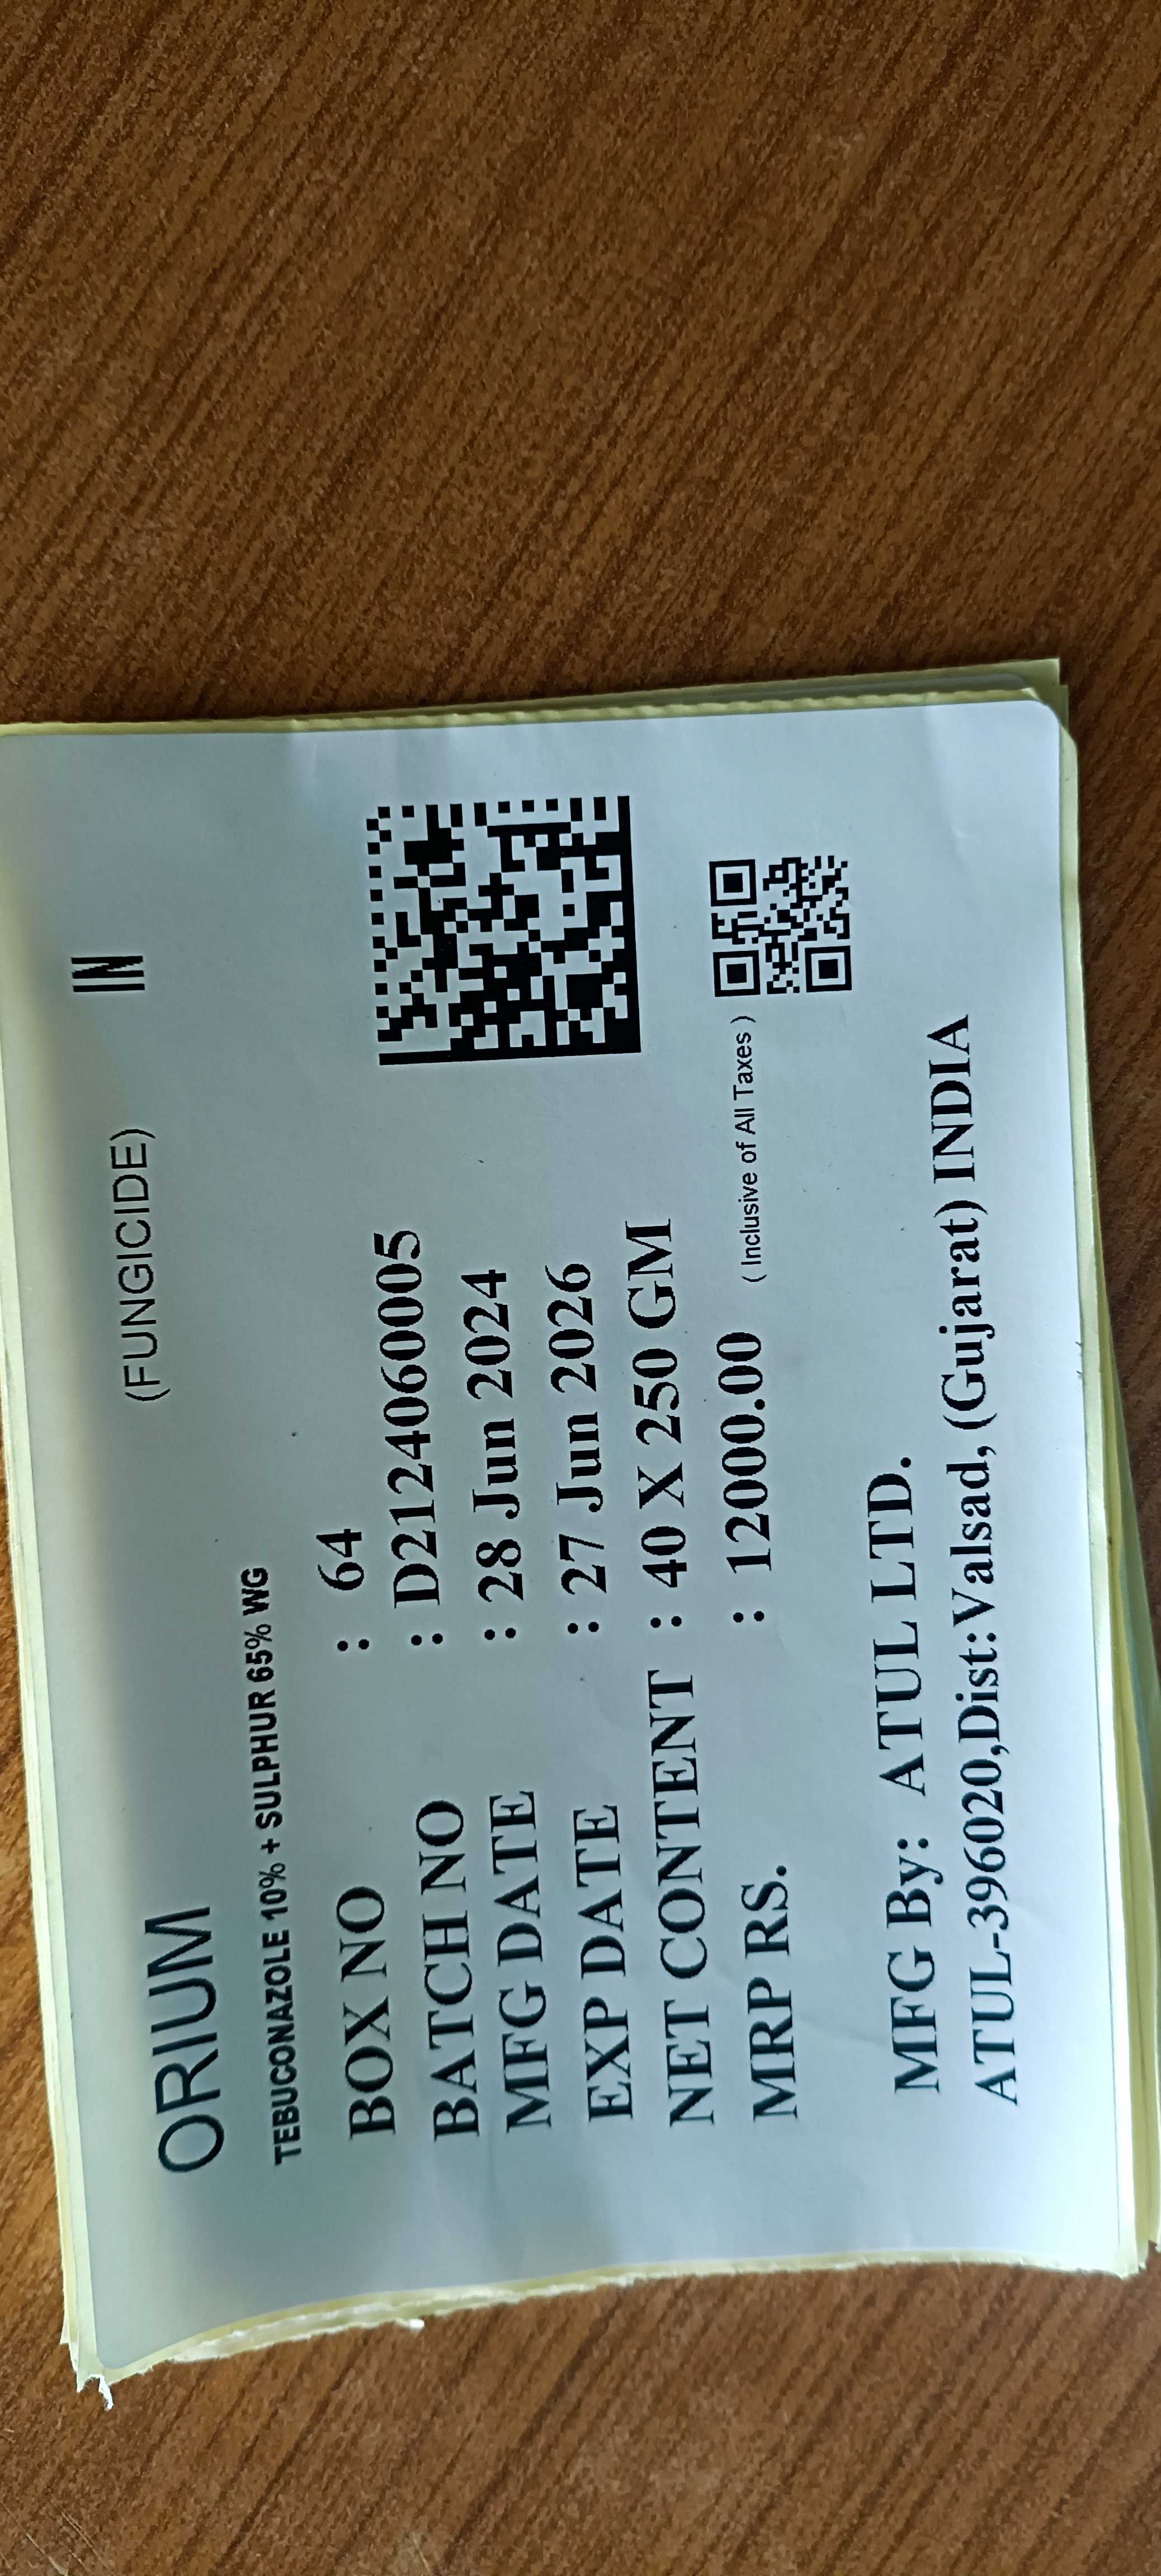 ORIUM (FUNGICIDE) IN
TEBUCONAZOLE 10% + SULPHUR 65% WG
BOX NO : 64
BATCH NO : D2124060005
MFG DATE : 28 Jun 2024
EXP DATE : 27 Jun 2026
NET CONTENT : 40 X 250 GM
MRP RS. : 12000.00 ( Inclusive of All Taxes )
MFG By: ATUL LTD.
ATUL-396020,Dist:Valsad, (Gujarat) INDIA